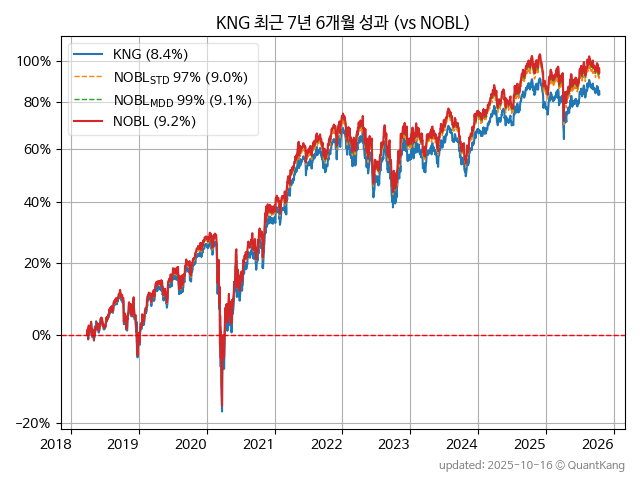 KNG 최근 7년 6개월 성과 (vs NOBL)
KNG (8.4%)
NOBL_STD 97% (9.0%)
NOBL_MDD 99% (9.1%)
NOBL (9.2%)
100%
80%
60%
40%
20%
0%
−20%
2018 2019 2020 2021 2022 2023 2024 2025 2026
updated: 2025-10-16 © QuantKang